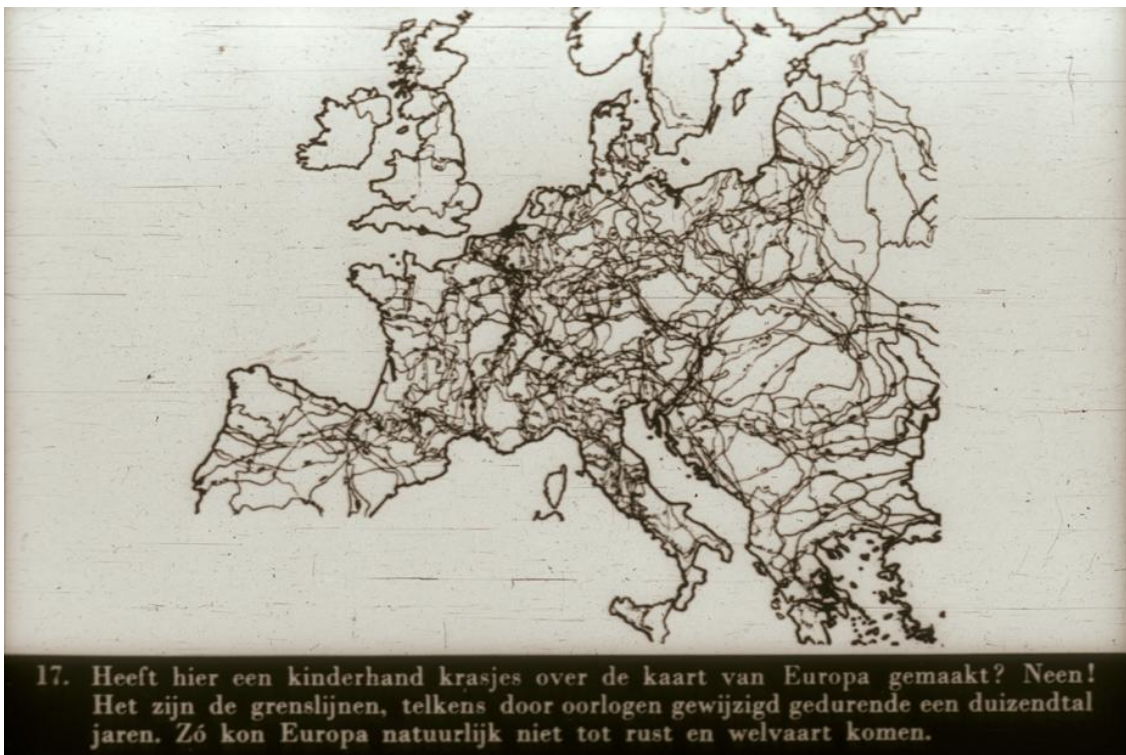 17. Heeft hier een kinderhand krasjes over de kaart van Europa gemaakt? Neen!
Het zijn de grenslijnen, telkens door oorlogen gewijzigd gedurende een duizendtal
jaren. Zó kon Europa natuurlijk niet tot rust en welvaart komen.